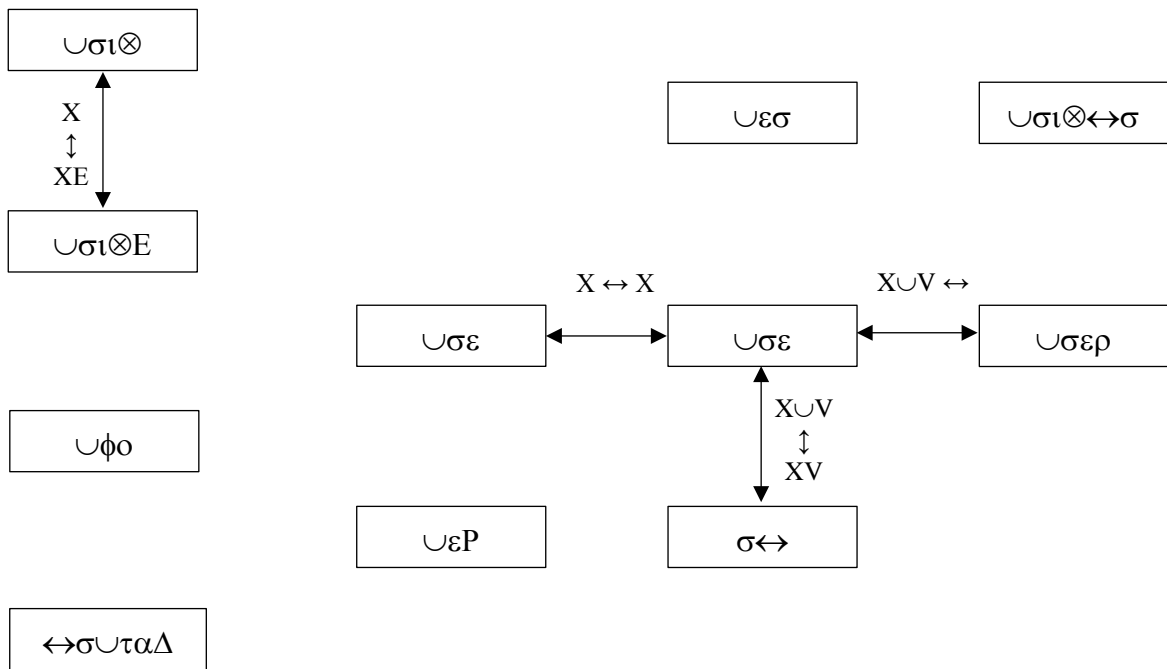 ∪σι⊗
X
↕
XE
∪εσ
∪σι⊗↔σ
∪σι⊗E
X ↔ X
X∪V ↔
∪σε
∪σε
∪σερ
X∪V
↕
XV
∪φο
∪εP
σ↔
↔σ∪ταΔ